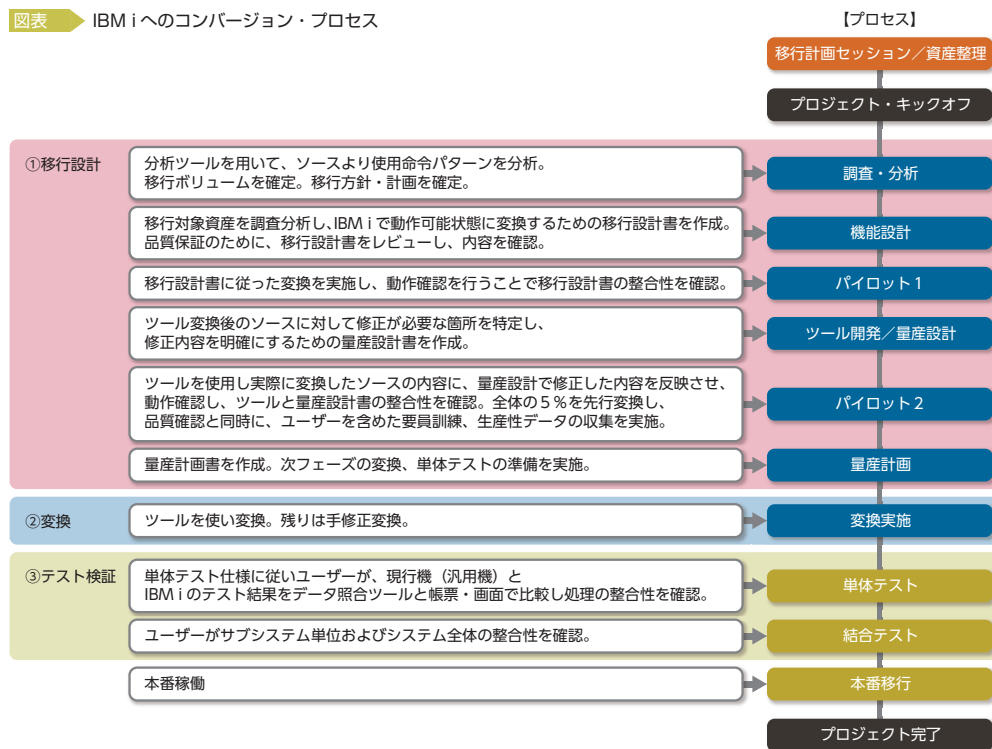 図表 IBM i へのコンバージョン・プロセス
【プロセス】
移行計画セッション／資産整理
プロジェクト・キックオフ
①移行設計
分析ツールを用いて、ソースより使用命令パターンを分析。
移行ボリュームを確定。移行方針・計画を確定。
調査・分析
移行対象資産を調査分析し、IBM i で動作可能状態に変換するための移行設計書を作成。
品質保証のために、移行設計書をレビューし、内容を確認。
機能設計
移行設計書に従った変換を実施し、動作確認を行うことで移行設計書の整合性を確認。
パイロット1
ツール変換後のソースに対して修正が必要な箇所を特定し、
修正内容を明確にするための量産設計書を作成。
ツール開発／量産設計
ツールを使用し実際に変換したソースの内容に、量産設計で修正した内容を反映させ、
動作確認し、ツールと量産設計書の整合性を確認。全体の5％を先行変換し、
品質確認と同時に、ユーザーを含めた要員訓練、生産性データの収集を実施。
パイロット2
量産計画書を作成。次フェーズの変換、単体テストの準備を実施。
量産計画
②変換
ツールを使い変換。残りは手修正変換。
変換実施
③テスト検証
単体テスト仕様に従いユーザーが、現行機（汎用機）と
IBM i のテスト結果をデータ照合ツールと帳票・画面で比較し処理の整合性を確認。
単体テスト
ユーザーがサブシステム単位およびシステム全体の整合性を確認。
結合テスト
本番稼働
本番移行
プロジェクト完了